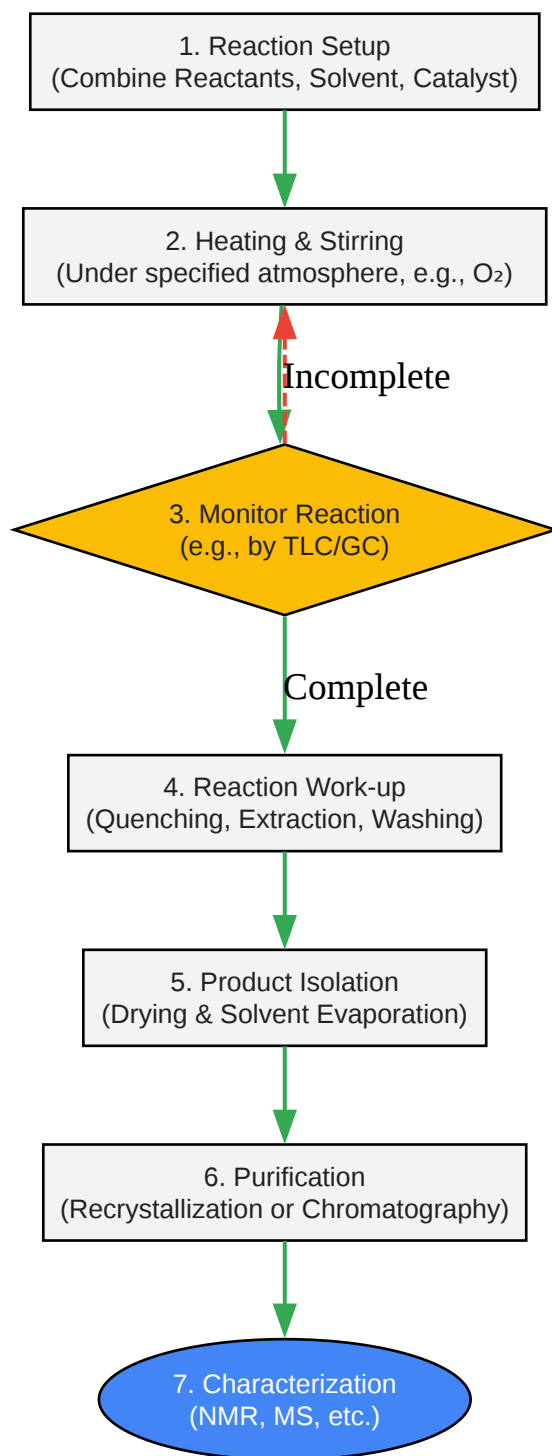 1. Reaction Setup
(Combine Reactants, Solvent, Catalyst)
2. Heating & Stirring
(Under specified atmosphere, e.g., O₂)
Incomplete
3. Monitor Reaction
(e.g., by TLC/GC)
Complete
4. Reaction Work-up
(Quenching, Extraction, Washing)
5. Product Isolation
(Drying & Solvent Evaporation)
6. Purification
(Recrystallization or Chromatography)
7. Characterization
(NMR, MS, etc.)